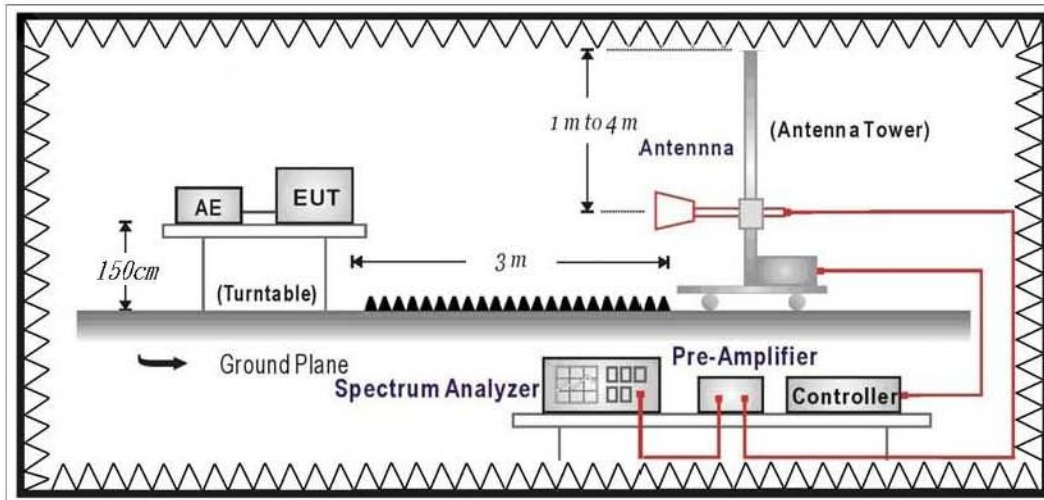 1 m to 4 m
(Antenna Tower)
Antennna
AE
EUT
150cm
3 m
(Turntable)
Ground Plane
Pre-Amplifier
Spectrum Analyzer
Controller